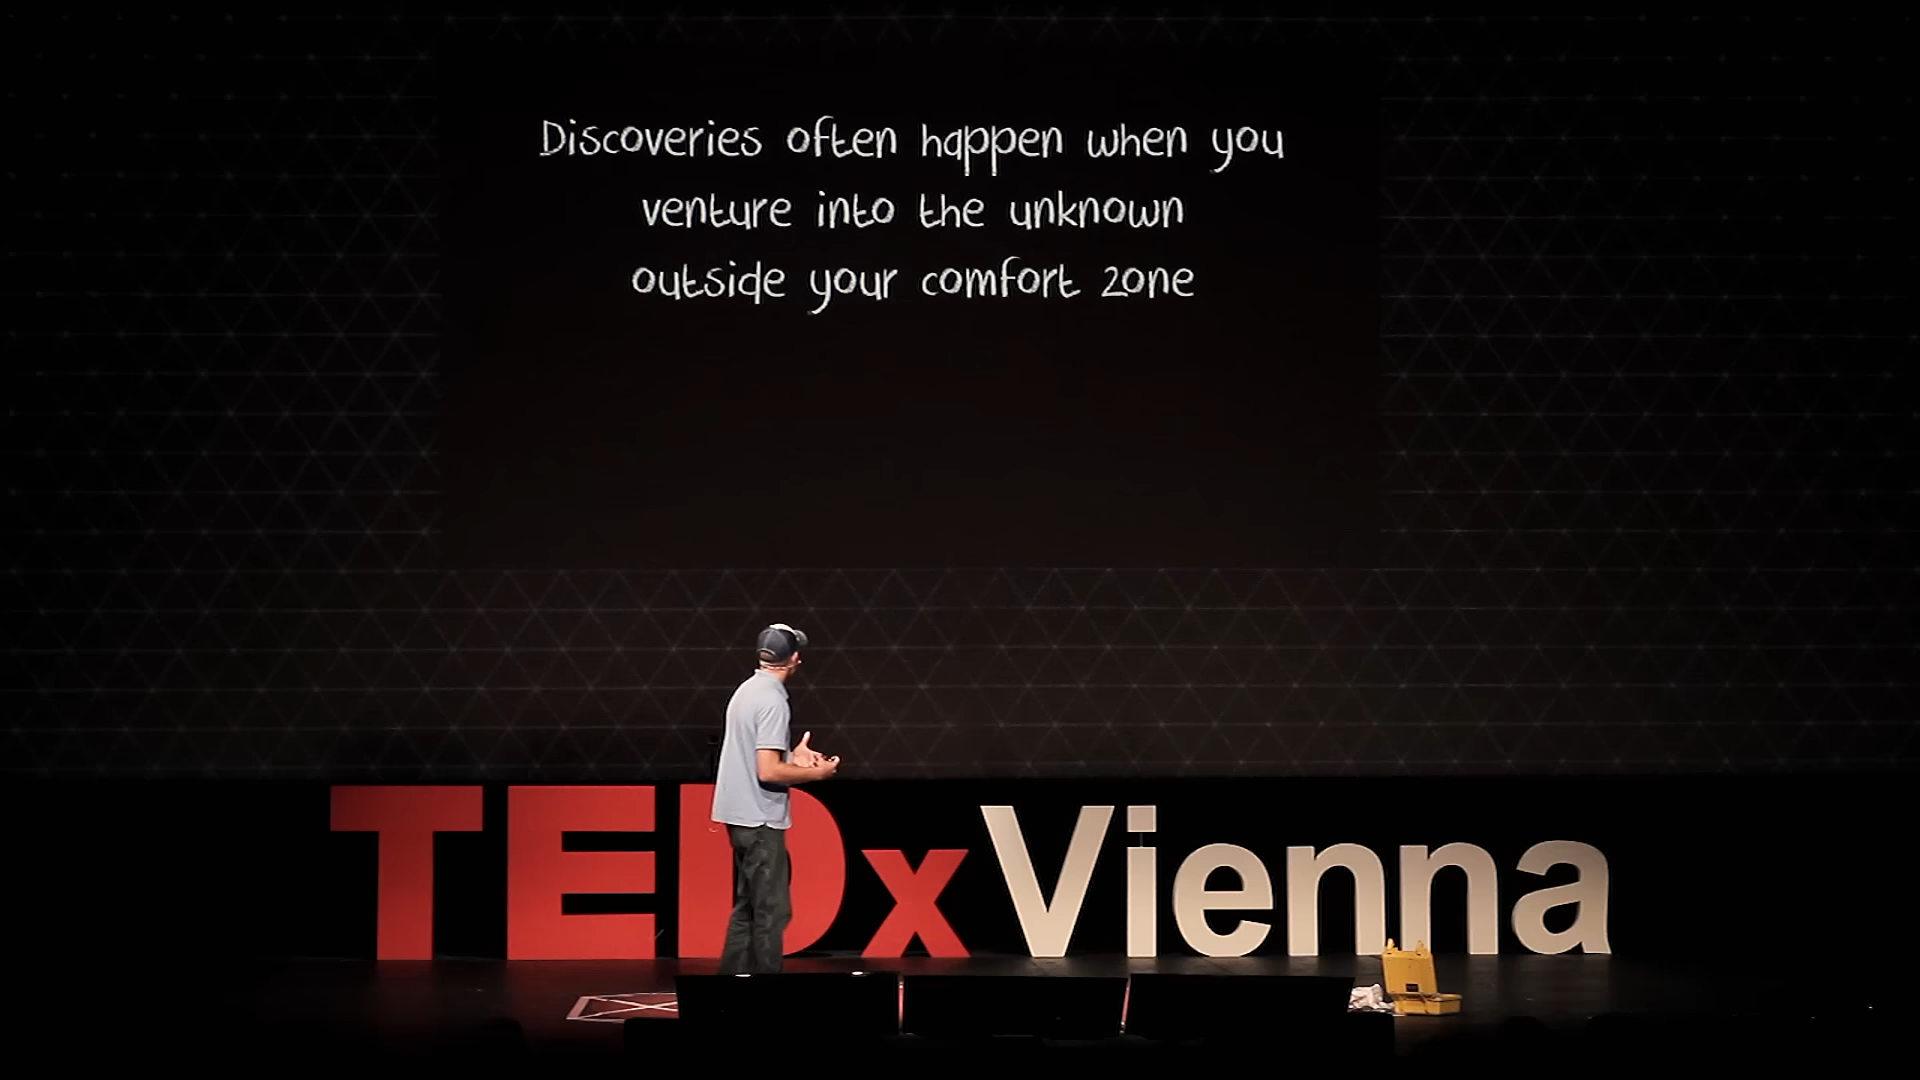 Discoveries often happen when you
venture into the unknown
outside your comfort zone
TEDxVienna